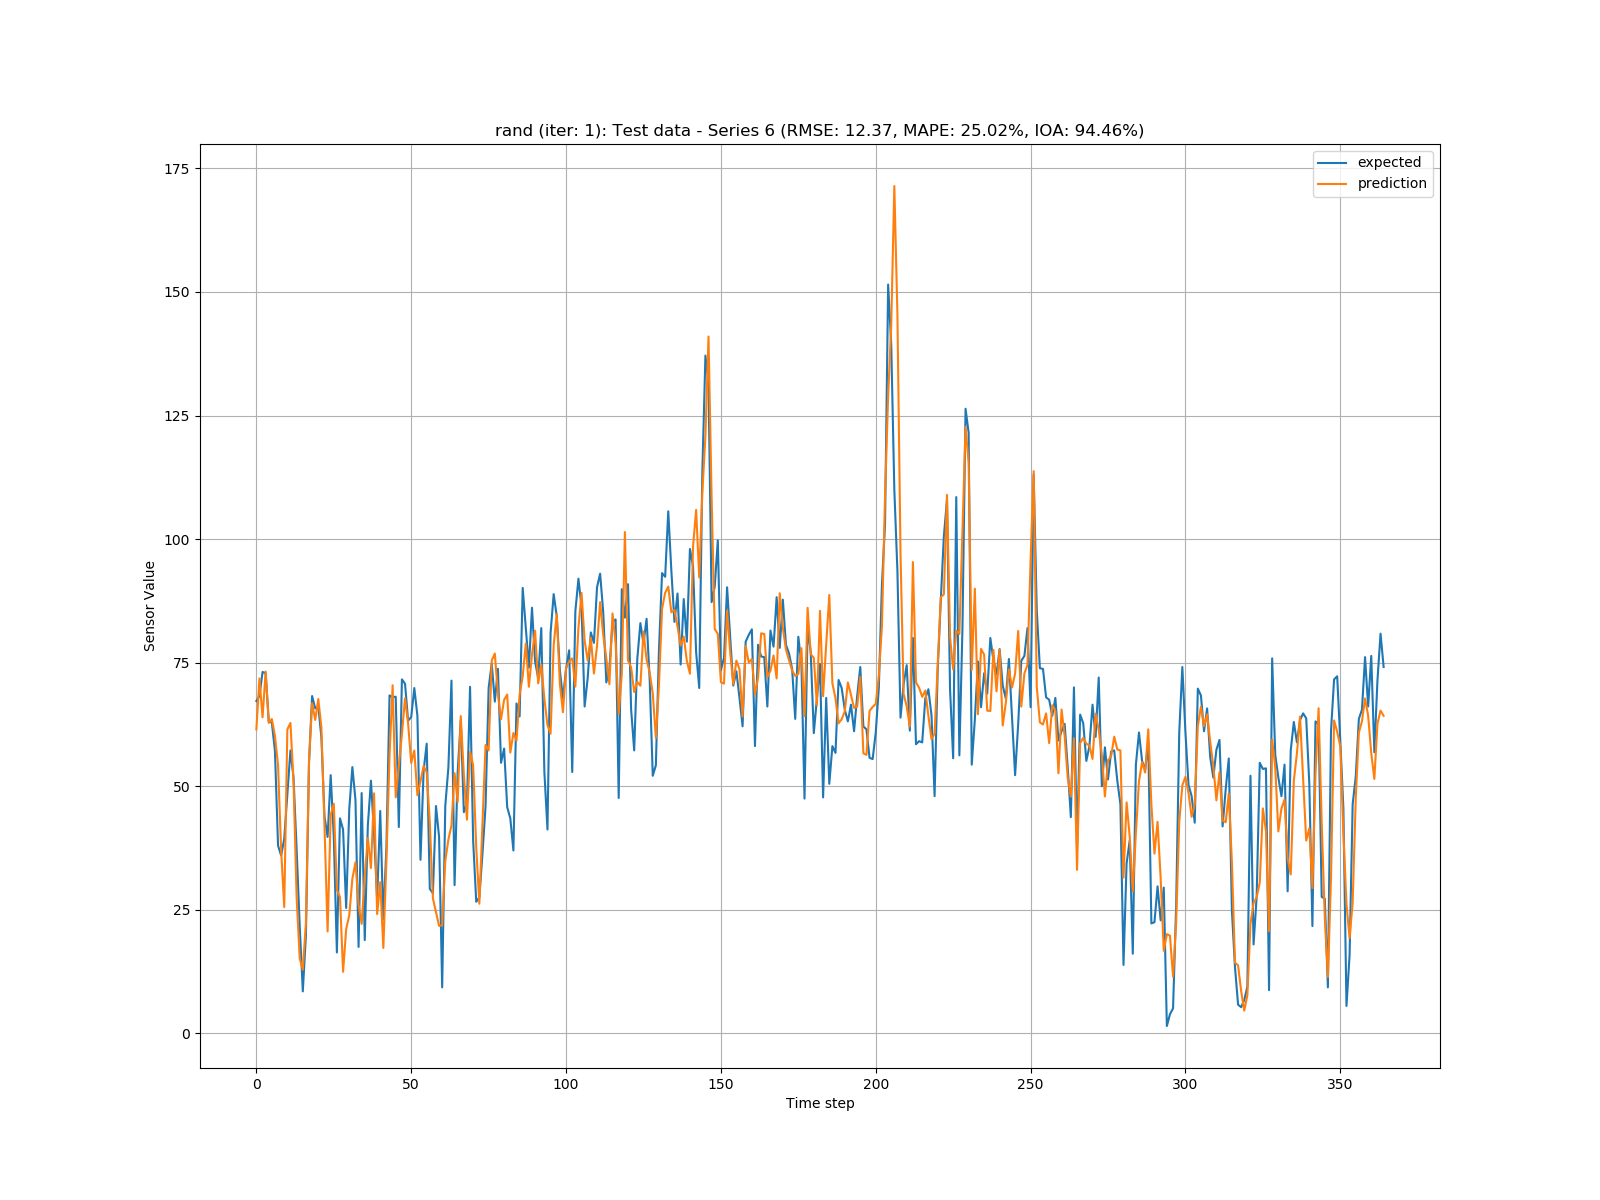 rand (iter: 1): Test data - Series 6 (RMSE: 12.37, MAPE: 25.02%, IOA: 94.46%)
expected
prediction
175
150
125
100
75
50
25
0
Sensor Value
0 50 100 150 200 250 300 350
Time step